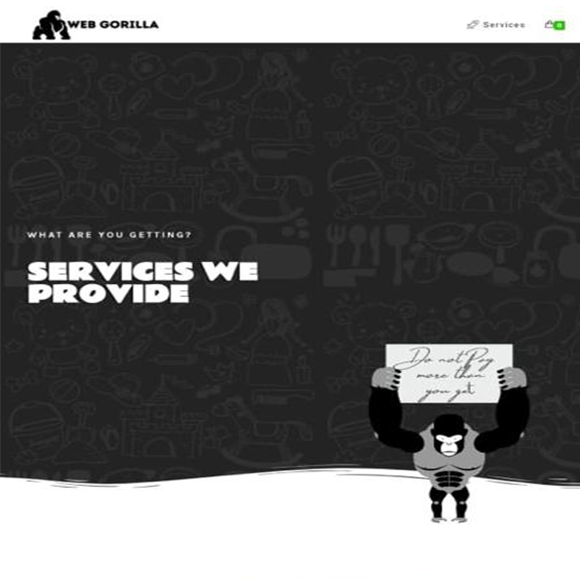 WEB GORILLA
Services
0
WHAT ARE YOU GETTING?
SERVICES WE
PROVIDE
Do not Pay
more than
you get